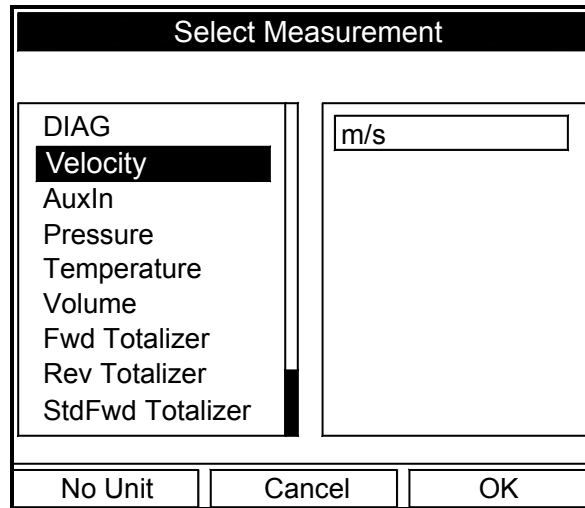 Select Measurement
DIAG
Velocity
AuxIn
Pressure
Temperature
Volume
Fwd Totalizer
Rev Totalizer
StdFwd Totalizer
m/s
No Unit
Cancel
OK